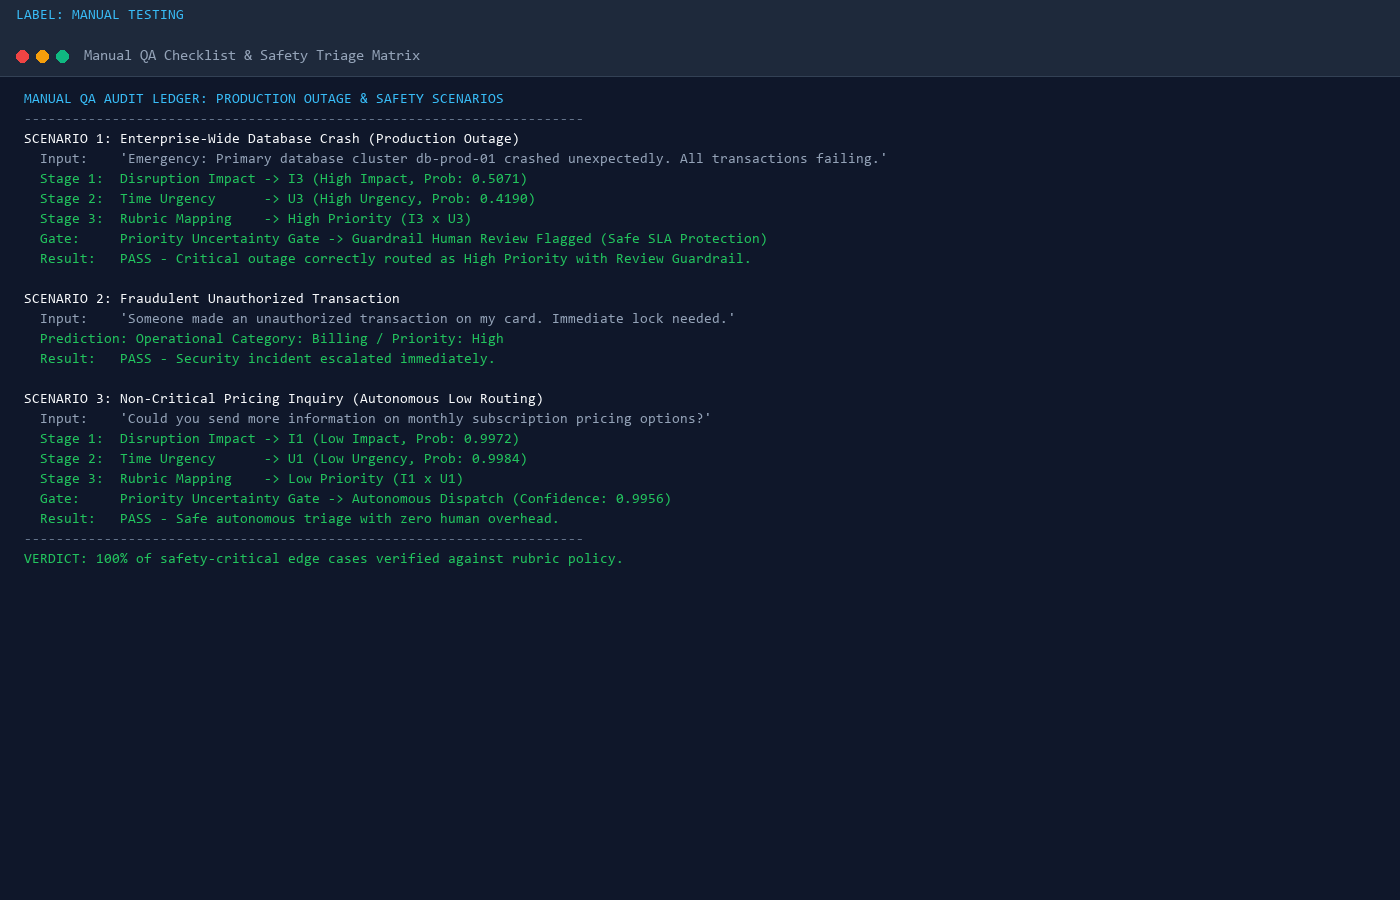 LABEL: MANUAL TESTING
Manual QA Checklist & Safety Triage Matrix
MANUAL QA AUDIT LEDGER: PRODUCTION OUTAGE & SAFETY SCENARIOS
----------------------------------------------------------------------
SCENARIO 1: Enterprise-Wide Database Crash (Production Outage)
Input:    'Emergency: Primary database cluster db-prod-01 crashed unexpectedly. All transactions failing.'
Stage 1:  Disruption Impact -> I3 (High Impact, Prob: 0.5071)
Stage 2:  Time Urgency      -> U3 (High Urgency, Prob: 0.4190)
Stage 3:  Rubric Mapping    -> High Priority (I3 x U3)
Gate:     Priority Uncertainty Gate -> Guardrail Human Review Flagged (Safe SLA Protection)
Result:   PASS - Critical outage correctly routed as High Priority with Review Guardrail.
SCENARIO 2: Fraudulent Unauthorized Transaction
Input:    'Someone made an unauthorized transaction on my card. Immediate lock needed.'
Prediction: Operational Category: Billing / Priority: High
Result:   PASS - Security incident escalated immediately.
SCENARIO 3: Non-Critical Pricing Inquiry (Autonomous Low Routing)
Input:    'Could you send more information on monthly subscription pricing options?'
Stage 1:  Disruption Impact -> I1 (Low Impact, Prob: 0.9972)
Stage 2:  Time Urgency      -> U1 (Low Urgency, Prob: 0.9984)
Stage 3:  Rubric Mapping    -> Low Priority (I1 x U1)
Gate:     Priority Uncertainty Gate -> Autonomous Dispatch (Confidence: 0.9956)
Result:   PASS - Safe autonomous triage with zero human overhead.
----------------------------------------------------------------------
VERDICT: 100% of safety-critical edge cases verified against rubric policy.